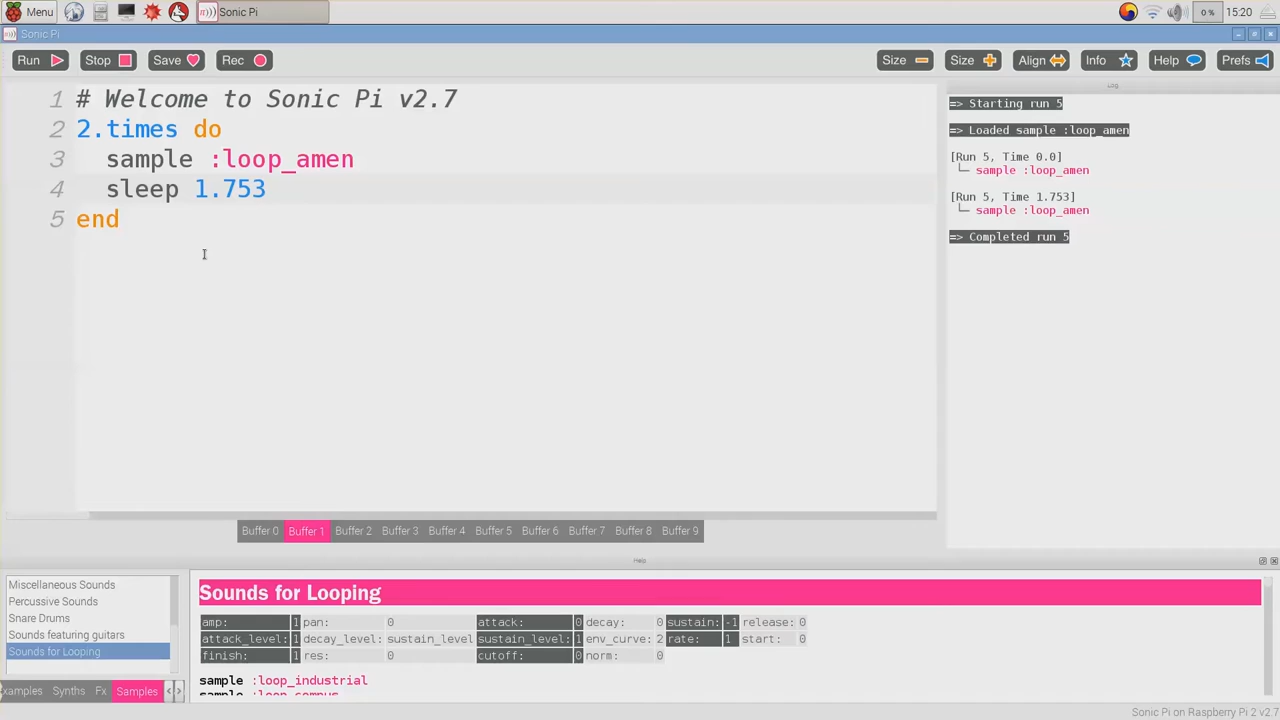 Menu Sonic Pi 0 % 15:20
Sonic Pi
Run Stop Save Rec Size Size Align Info Help Prefs
1 # Welcome to Sonic Pi v2.7
2 2.times do
3 sample :loop_amen
4 sleep 1.753
5 end
Log
=> Starting run 5
=> Loaded sample :loop_amen
[Run 5, Time 0.0]
└─ sample :loop_amen
[Run 5, Time 1.753]
└─ sample :loop_amen
=> Completed run 5
Buffer 0 Buffer 1 Buffer 2 Buffer 3 Buffer 4 Buffer 5 Buffer 6 Buffer 7 Buffer 8 Buffer 9
Help
Miscellaneous Sounds
Percussive Sounds
Snare Drums
Sounds featuring guitars
Sounds for Looping
xamples Synths Fx Samples
Sounds for Looping
amp: 1 pan: 0 attack: 0 decay: 0 sustain: -1 release: 0
attack_level: 1 decay_level: sustain_level sustain_level: 1 env_curve: 2 rate: 1 start: 0
finish: 1 res: 0 cutoff: 0 norm: 0
sample :loop_industrial
sample :loop_compus
Sonic Pi on Raspberry Pi 2 v2.7